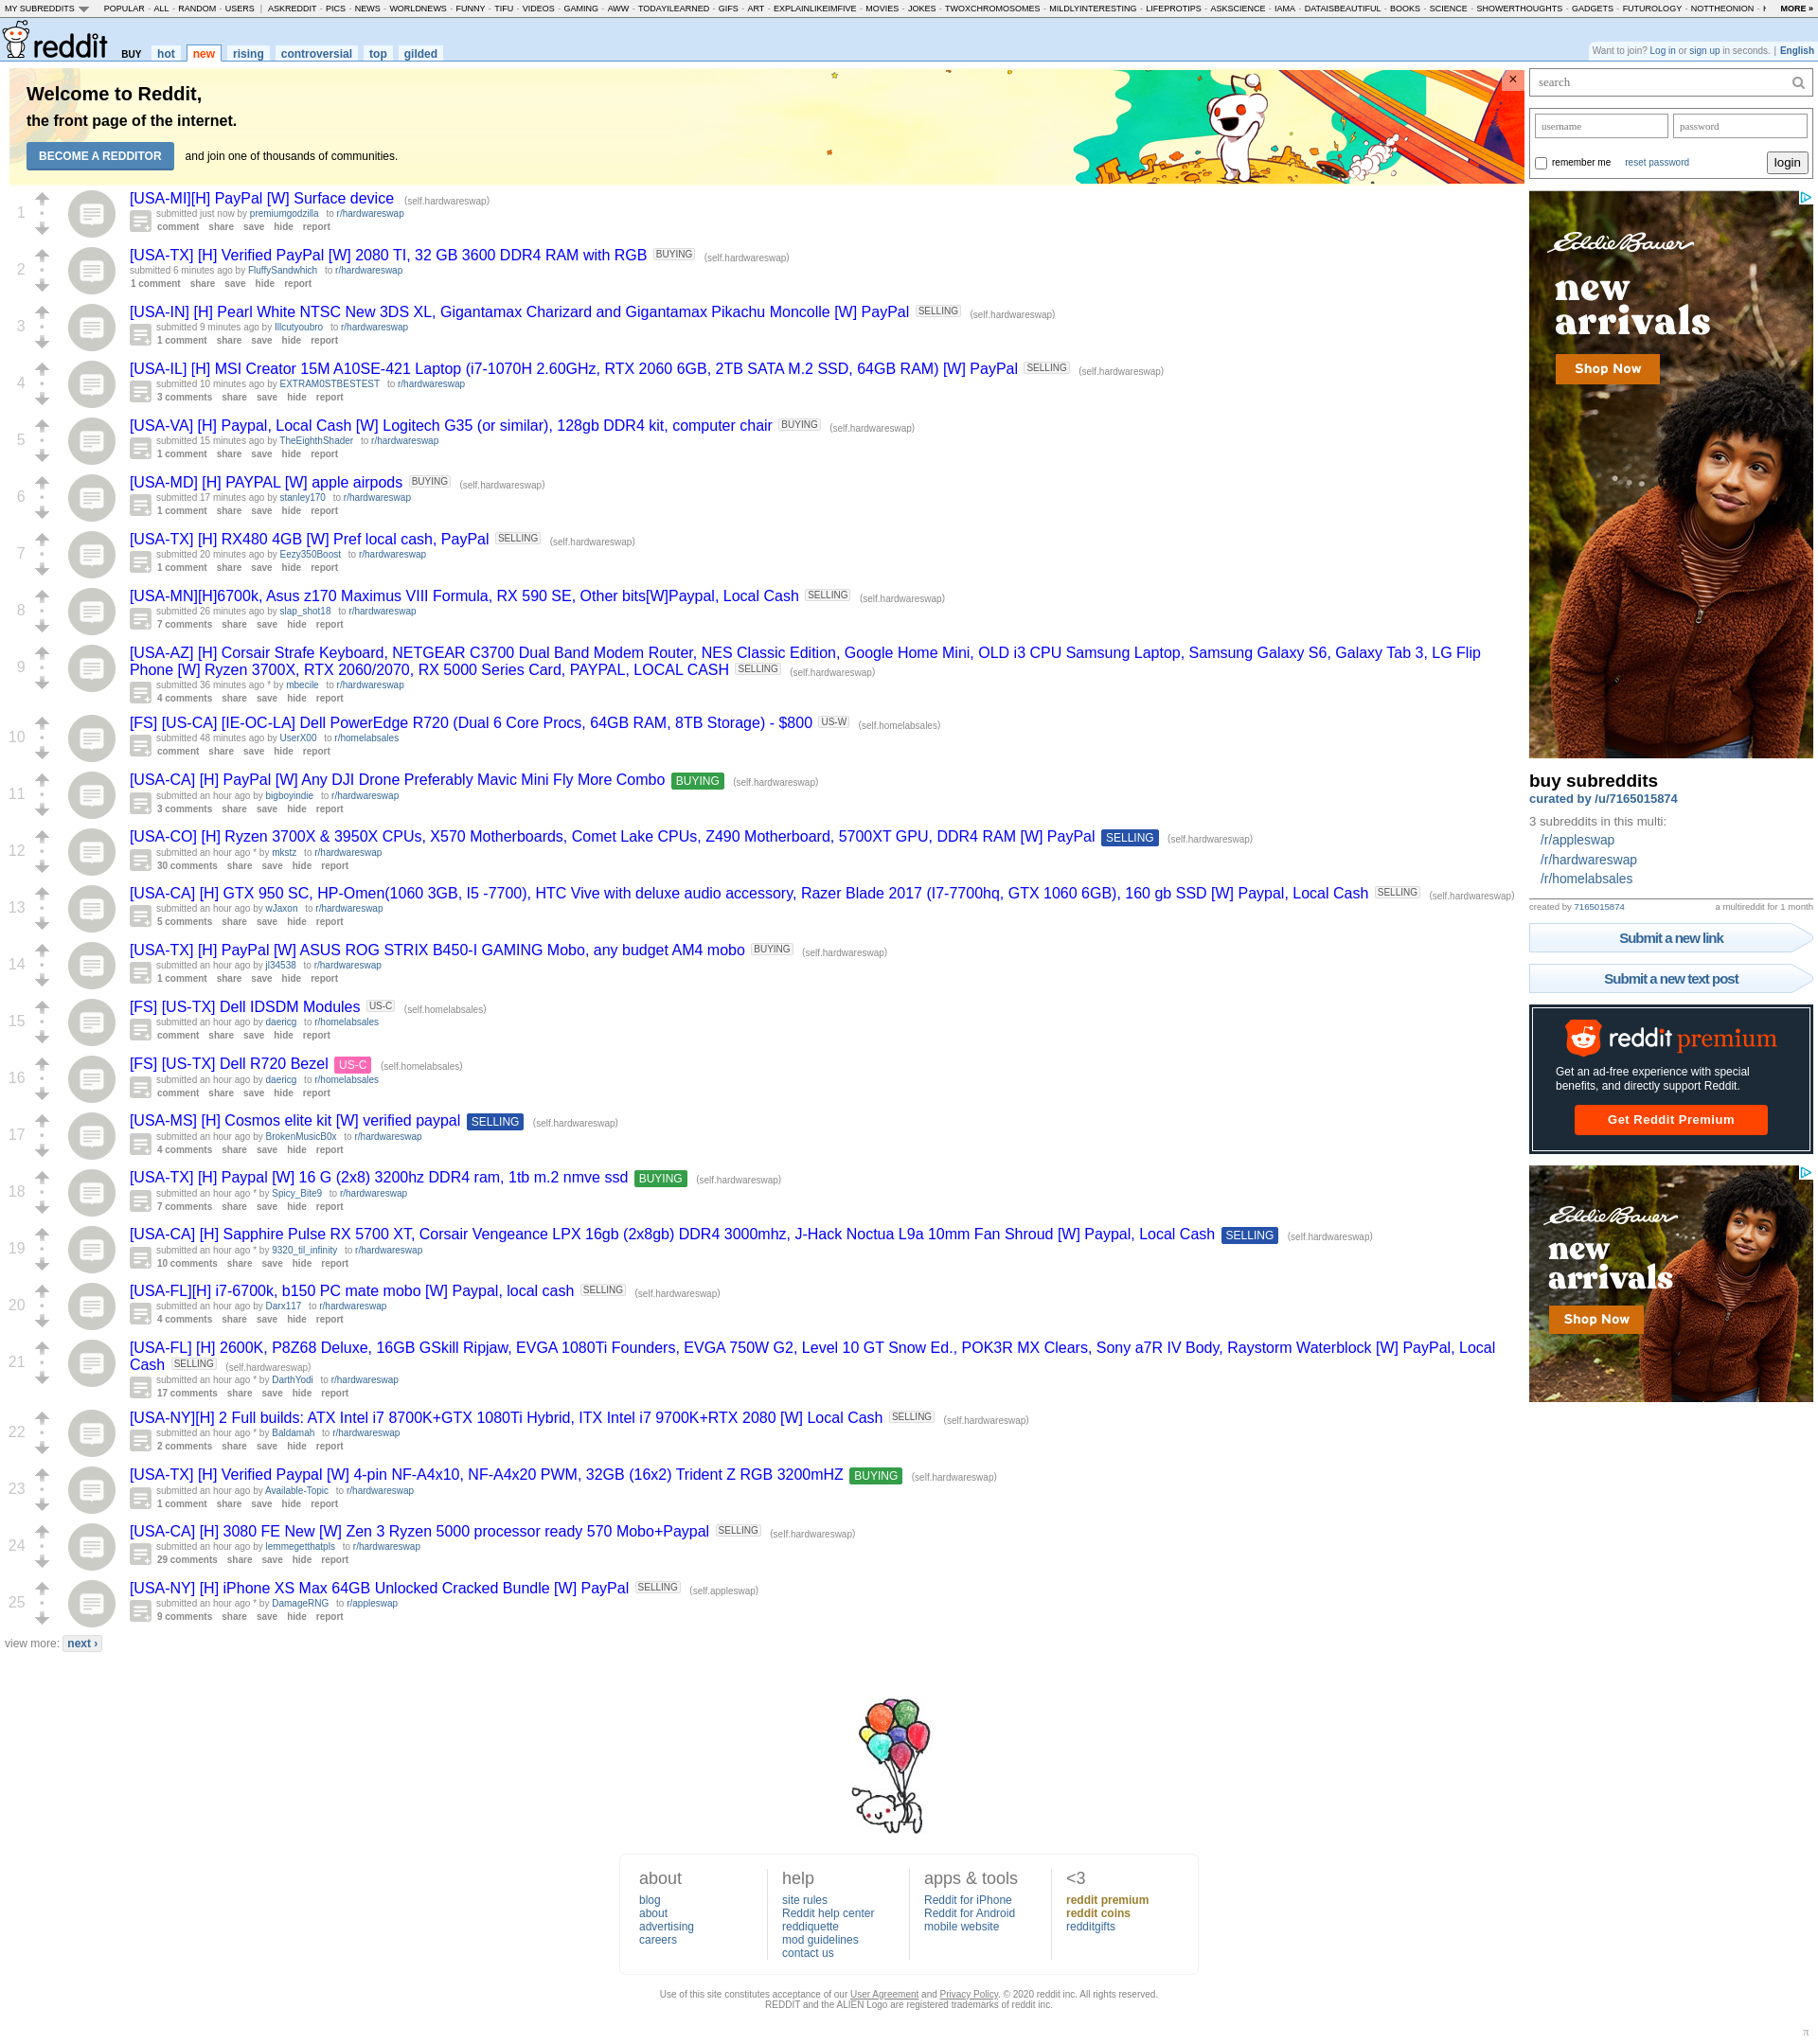 MY SUBREDDITS POPULAR - ALL - RANDOM - USERS | ASKREDDIT - PICS - NEWS - WORLDNEWS - FUNNY - TIFU - VIDEOS - GAMING - AWW - TODAYILEARNED - GIFS - ART - EXPLAINLIKEIMFIVE - MOVIES - JOKES - TWOXCHROMOSOMES - MILDLYINTERESTING - LIFEPROTIPS - ASKSCIENCE - IAMA - DATAISBEAUTIFUL - BOOKS - SCIENCE - SHOWERTHOUGHTS - GADGETS - FUTUROLOGY - NOTTHEONION - MORE »
reddit BUY hot new rising controversial top gilded
Want to join? Log in or sign up in seconds. | English
Welcome to Reddit,
the front page of the internet.
BECOME A REDDITOR and join one of thousands of communities.
1
[USA-MI][H] PayPal [W] Surface device (self.hardwareswap)
submitted just now by premiumgodzilla to r/hardwareswap
comment share save hide report
2
[USA-TX] [H] Verified PayPal [W] 2080 TI, 32 GB 3600 DDR4 RAM with RGB BUYING (self.hardwareswap)
submitted 6 minutes ago by FluffySandwhich to r/hardwareswap
1 comment share save hide report
3
[USA-IN] [H] Pearl White NTSC New 3DS XL, Gigantamax Charizard and Gigantamax Pikachu Moncolle [W] PayPal SELLING (self.hardwareswap)
submitted 9 minutes ago by Illcutyoubro to r/hardwareswap
1 comment share save hide report
4
[USA-IL] [H] MSI Creator 15M A10SE-421 Laptop (i7-1070H 2.60GHz, RTX 2060 6GB, 2TB SATA M.2 SSD, 64GB RAM) [W] PayPal SELLING (self.hardwareswap)
submitted 10 minutes ago by EXTRAM0STBESTEST to r/hardwareswap
3 comments share save hide report
5
[USA-VA] [H] Paypal, Local Cash [W] Logitech G35 (or similar), 128gb DDR4 kit, computer chair BUYING (self.hardwareswap)
submitted 15 minutes ago by TheEighthShader to r/hardwareswap
1 comment share save hide report
6
[USA-MD] [H] PAYPAL [W] apple airpods BUYING (self.hardwareswap)
submitted 17 minutes ago by stanley170 to r/hardwareswap
1 comment share save hide report
7
[USA-TX] [H] RX480 4GB [W] Pref local cash, PayPal SELLING (self.hardwareswap)
submitted 20 minutes ago by Eezy350Boost to r/hardwareswap
1 comment share save hide report
8
[USA-MN][H]6700k, Asus z170 Maximus VIII Formula, RX 590 SE, Other bits[W]Paypal, Local Cash SELLING (self.hardwareswap)
submitted 26 minutes ago by slap_shot18 to r/hardwareswap
7 comments share save hide report
9
[USA-AZ] [H] Corsair Strafe Keyboard, NETGEAR C3700 Dual Band Modem Router, NES Classic Edition, Google Home Mini, OLD i3 CPU Samsung Laptop, Samsung Galaxy S6, Galaxy Tab 3, LG Flip
Phone [W] Ryzen 3700X, RTX 2060/2070, RX 5000 Series Card, PAYPAL, LOCAL CASH SELLING (self.hardwareswap)
submitted 36 minutes ago * by mbecile to r/hardwareswap
4 comments share save hide report
10
[FS] [US-CA] [IE-OC-LA] Dell PowerEdge R720 (Dual 6 Core Procs, 64GB RAM, 8TB Storage) - $800 US-W (self.homelabsales)
submitted 48 minutes ago by UserX00 to r/homelabsales
comment share save hide report
11
[USA-CA] [H] PayPal [W] Any DJI Drone Preferably Mavic Mini Fly More Combo BUYING (self.hardwareswap)
submitted an hour ago by bigboyindie to r/hardwareswap
3 comments share save hide report
12
[USA-CO] [H] Ryzen 3700X & 3950X CPUs, X570 Motherboards, Comet Lake CPUs, Z490 Motherboard, 5700XT GPU, DDR4 RAM [W] PayPal SELLING (self.hardwareswap)
submitted an hour ago * by mkstz to r/hardwareswap
30 comments share save hide report
13
[USA-CA] [H] GTX 950 SC, HP-Omen(1060 3GB, I5 -7700), HTC Vive with deluxe audio accessory, Razer Blade 2017 (I7-7700hq, GTX 1060 6GB), 160 gb SSD [W] Paypal, Local Cash SELLING (self.hardwareswap)
submitted an hour ago by wJaxon to r/hardwareswap
5 comments share save hide report
14
[USA-TX] [H] PayPal [W] ASUS ROG STRIX B450-I GAMING Mobo, any budget AM4 mobo BUYING (self.hardwareswap)
submitted an hour ago by jl34538 to r/hardwareswap
1 comment share save hide report
15
[FS] [US-TX] Dell IDSDM Modules US-C (self.homelabsales)
submitted an hour ago by daericg to r/homelabsales
comment share save hide report
16
[FS] [US-TX] Dell R720 Bezel US-C (self.homelabsales)
submitted an hour ago by daericg to r/homelabsales
comment share save hide report
17
[USA-MS] [H] Cosmos elite kit [W] verified paypal SELLING (self.hardwareswap)
submitted an hour ago by BrokenMusicB0x to r/hardwareswap
4 comments share save hide report
18
[USA-TX] [H] Paypal [W] 16 G (2x8) 3200hz DDR4 ram, 1tb m.2 nmve ssd BUYING (self.hardwareswap)
submitted an hour ago * by Spicy_Bite9 to r/hardwareswap
7 comments share save hide report
19
[USA-CA] [H] Sapphire Pulse RX 5700 XT, Corsair Vengeance LPX 16gb (2x8gb) DDR4 3000mhz, J-Hack Noctua L9a 10mm Fan Shroud [W] Paypal, Local Cash SELLING (self.hardwareswap)
submitted an hour ago * by 9320_til_infinity to r/hardwareswap
10 comments share save hide report
20
[USA-FL][H] i7-6700k, b150 PC mate mobo [W] Paypal, local cash SELLING (self.hardwareswap)
submitted an hour ago by Darx117 to r/hardwareswap
4 comments share save hide report
21
[USA-FL] [H] 2600K, P8Z68 Deluxe, 16GB GSkill Ripjaw, EVGA 1080Ti Founders, EVGA 750W G2, Level 10 GT Snow Ed., POK3R MX Clears, Sony a7R IV Body, Raystorm Waterblock [W] PayPal, Local
Cash SELLING (self.hardwareswap)
submitted an hour ago * by DarthYodi to r/hardwareswap
17 comments share save hide report
22
[USA-NY][H] 2 Full builds: ATX Intel i7 8700K+GTX 1080Ti Hybrid, ITX Intel i7 9700K+RTX 2080 [W] Local Cash SELLING (self.hardwareswap)
submitted an hour ago * by Baldamah to r/hardwareswap
2 comments share save hide report
23
[USA-TX] [H] Verified Paypal [W] 4-pin NF-A4x10, NF-A4x20 PWM, 32GB (16x2) Trident Z RGB 3200mHZ BUYING (self.hardwareswap)
submitted an hour ago by Available-Topic to r/hardwareswap
1 comment share save hide report
24
[USA-CA] [H] 3080 FE New [W] Zen 3 Ryzen 5000 processor ready 570 Mobo+Paypal SELLING (self.hardwareswap)
submitted an hour ago by lemmegetthatpls to r/hardwareswap
29 comments share save hide report
25
[USA-NY] [H] iPhone XS Max 64GB Unlocked Cracked Bundle [W] PayPal SELLING (self.appleswap)
submitted an hour ago * by DamageRNG to r/appleswap
9 comments share save hide report
view more: next ›
search
username password
remember me reset password login
Eddie Bauer
new
arrivals
Shop Now
buy subreddits
curated by /u/7165015874
3 subreddits in this multi:
/r/appleswap
/r/hardwareswap
/r/homelabsales
created by 7165015874 a multireddit for 1 month
Submit a new link
Submit a new text post
reddit premium
Get an ad-free experience with special
benefits, and directly support Reddit.
Get Reddit Premium
Eddie Bauer
new
arrivals
Shop Now
about
blog
about
advertising
careers
help
site rules
Reddit help center
reddiquette
mod guidelines
contact us
apps & tools
Reddit for iPhone
Reddit for Android
mobile website
<3
reddit premium
reddit coins
redditgifts
Use of this site constitutes acceptance of our User Agreement and Privacy Policy. © 2020 reddit inc. All rights reserved.
REDDIT and the ALIEN Logo are registered trademarks of reddit inc.
π